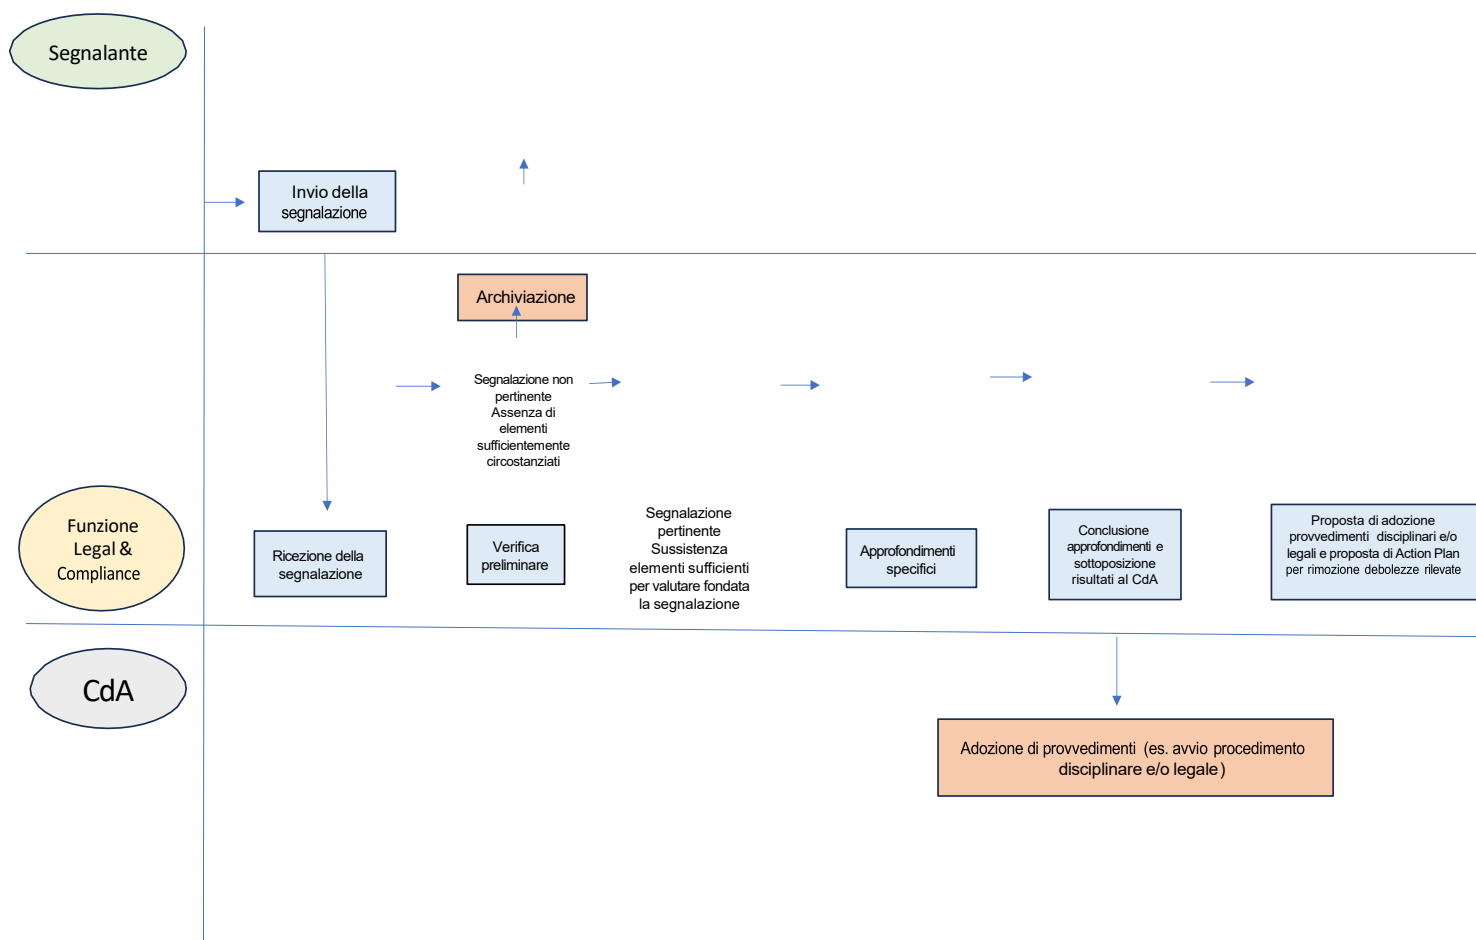 Segnalante
Invio della
segnalazione
Archiviazione
Segnalazione non
pertinente
Assenza di
elementi
sufficientemente
circostanziati
Funzione
Legal &
Compliance
Ricezione della
segnalazione
Verifica
preliminare
Segnalazione
pertinente
Sussistenza
elementi sufficienti
per valutare fondata
la segnalazione
Approfondimenti
specifici
Conclusione
approfondimenti e
sottoposizione
risultati al CdA
Proposta di adozione
provvedimenti disciplinari e/o
legali e proposta di Action Plan
per rimozione debolezze rilevate
CdA
Adozione di provvedimenti (es. avvio procedimento
disciplinare e/o legale)